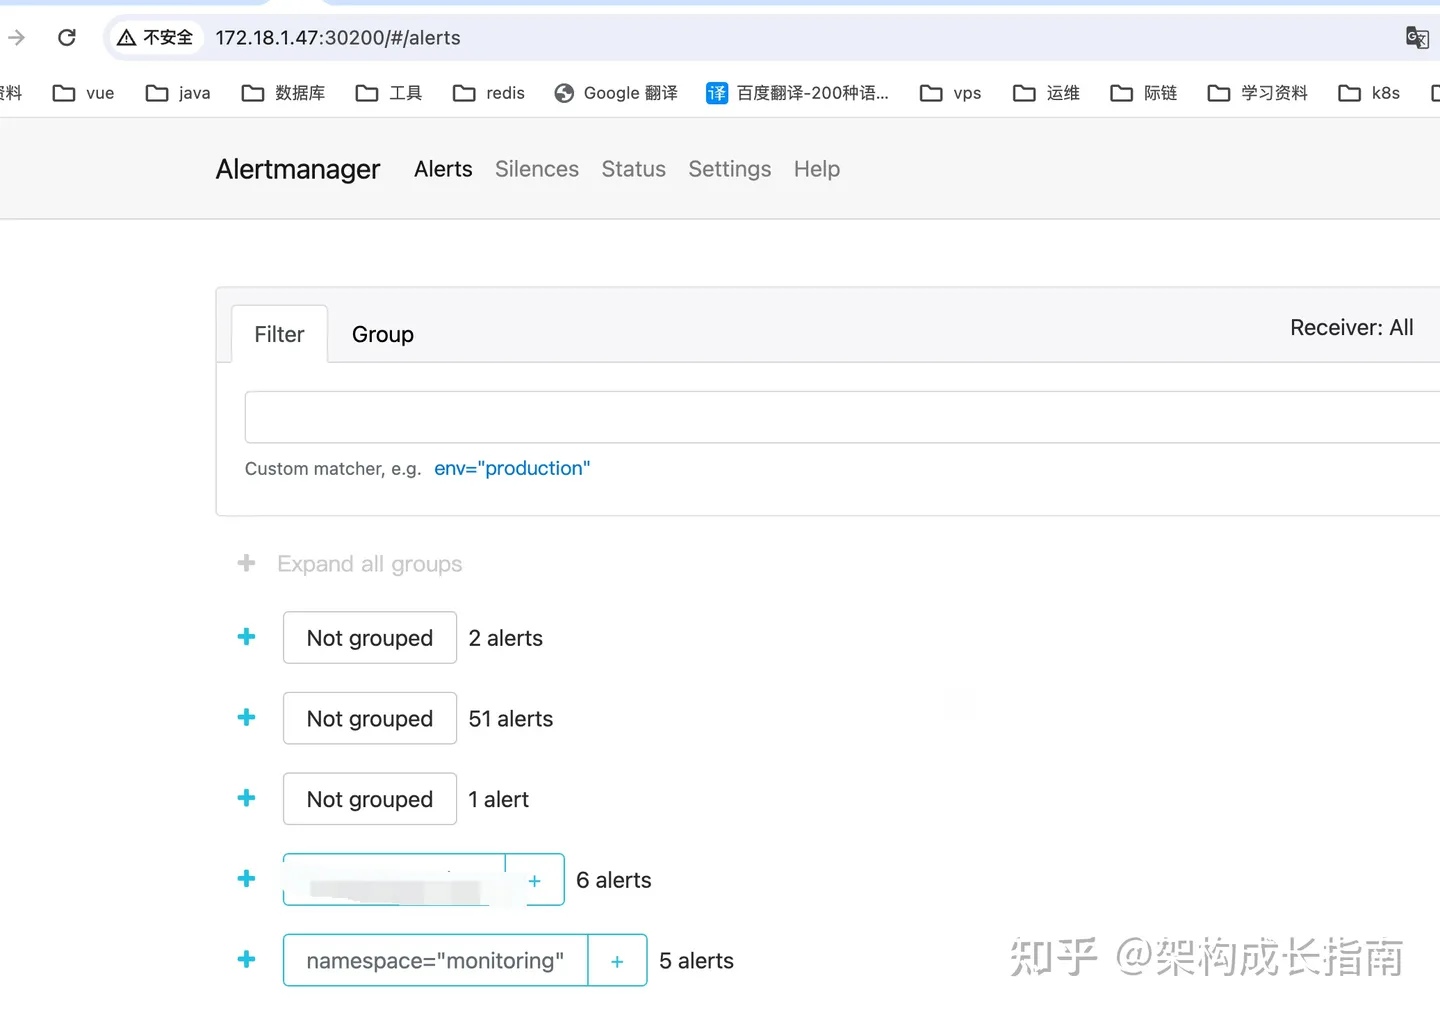 不安全 172.18.1.47:30200/#/alerts
资料 vue java 数据库 工具 redis Google 翻译 译 百度翻译-200种语... vps 运维 际链 学习资料 k8s
Alertmanager Alerts Silences Status Settings Help
Filter Group Receiver: All
Custom matcher, e.g. env="production"
+ Expand all groups
+ Not grouped 2 alerts
+ Not grouped 51 alerts
+ Not grouped 1 alert
+ + 6 alerts
+ namespace="monitoring" + 5 alerts
知乎 @架构成长指南